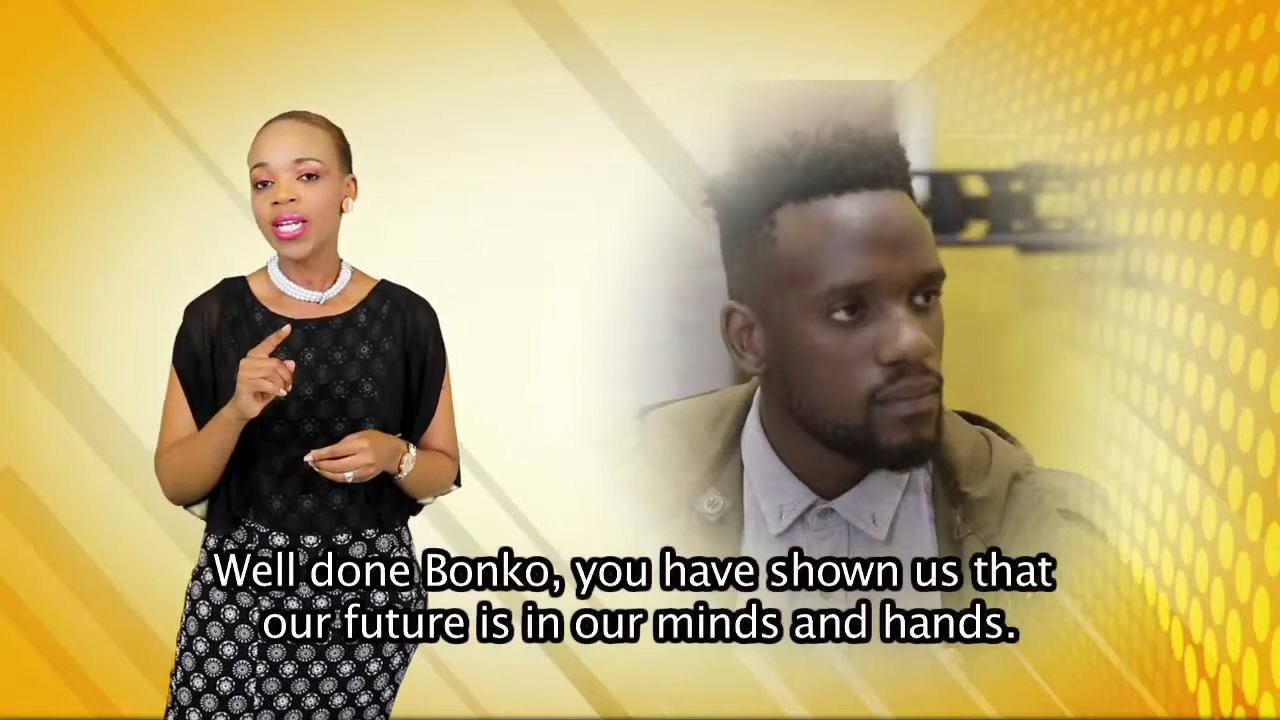 Well done Bonko, you have shown us that
our future is in our minds and hands.